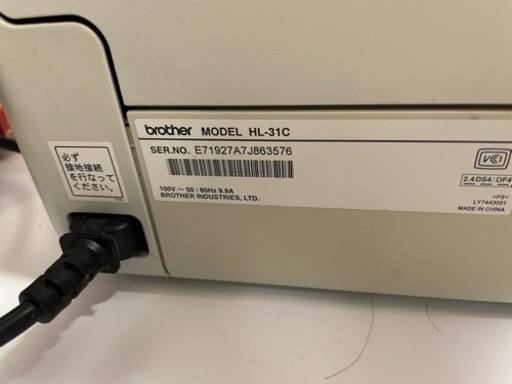 brother MODEL HL-31C
SER.NO. E71927A7J863576
100V ～ 50 / 60Hz 9.9A
BROTHER INDUSTRIES, LTD.
必ず
接地接続
を行なって
ください。
VCI
2.4DS4/OF4
>PS<
LY7443001
MADE IN CHINA